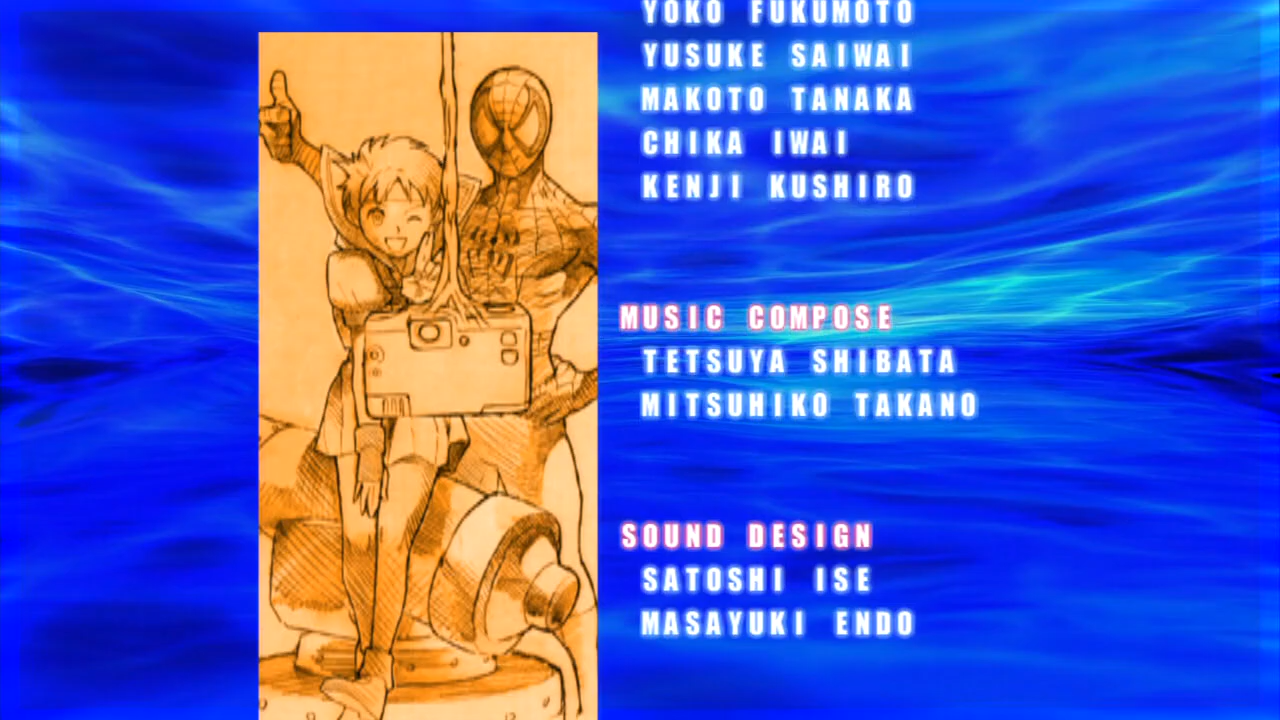 YOKO FUKUMOTO
YUSUKE SAIWAI
MAKOTO TANAKA
CHIKA IWAI
KENJI KUSHIRO
MUSIC COMPOSE
TETSUYA SHIBATA
MITSUHIKO TAKANO
SOUND DESIGN
SATOSHI ISE
MASAYUKI ENDO